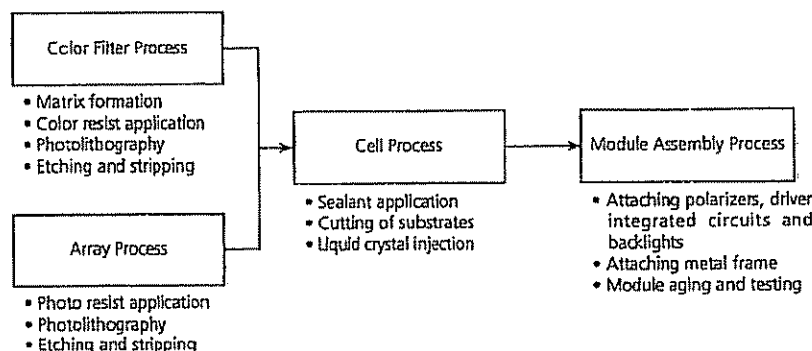 Color Filter Process
• Matrix formation
• Color resist application
• Photolithography
• Etching and stripping
Array Process
• Photo resist application
• Photolithography
• Etching and stripping
Cell Process
• Sealant application
• Cutting of substrates
• Liquid crystal injection
Module Assembly Process
• Attaching polarizers, driver
integrated circuits and
backlights
• Attaching metal frame
• Module aging and testing